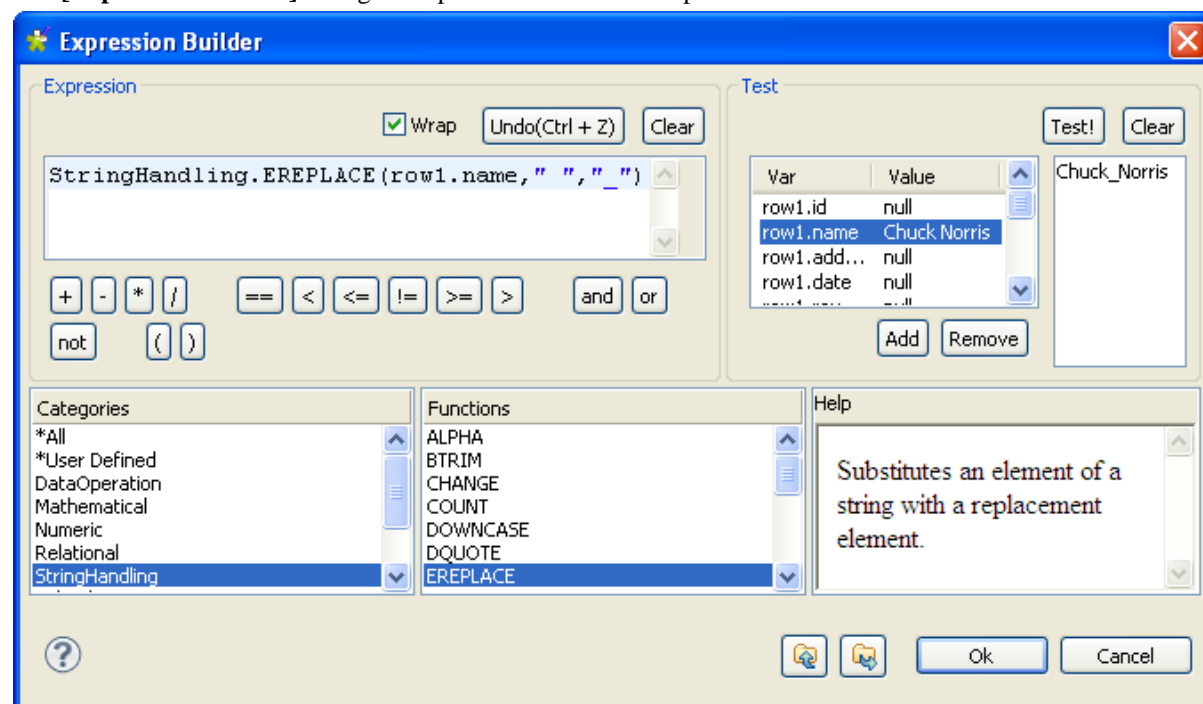 Expression Builder
Expression
Test
Wrap
Undo(Ctrl + Z)
Clear
Test!
Clear
StringHandling.EREPLACE(row1.name," ","_")
Var Value
row1.id null
row1.name Chuck Norris
row1.add... null
row1.date null
Chuck_Norris
+ - * / == < <= != >= > and or
not ( )
Add Remove
Categories
*All
*User Defined
DataOperation
Mathematical
Numeric
Relational
StringHandling
Functions
ALPHA
BTRIM
CHANGE
COUNT
DOWNCASE
DQUOTE
EREPLACE
Help
Substitutes an element of a
string with a replacement
element.
?
Ok
Cancel